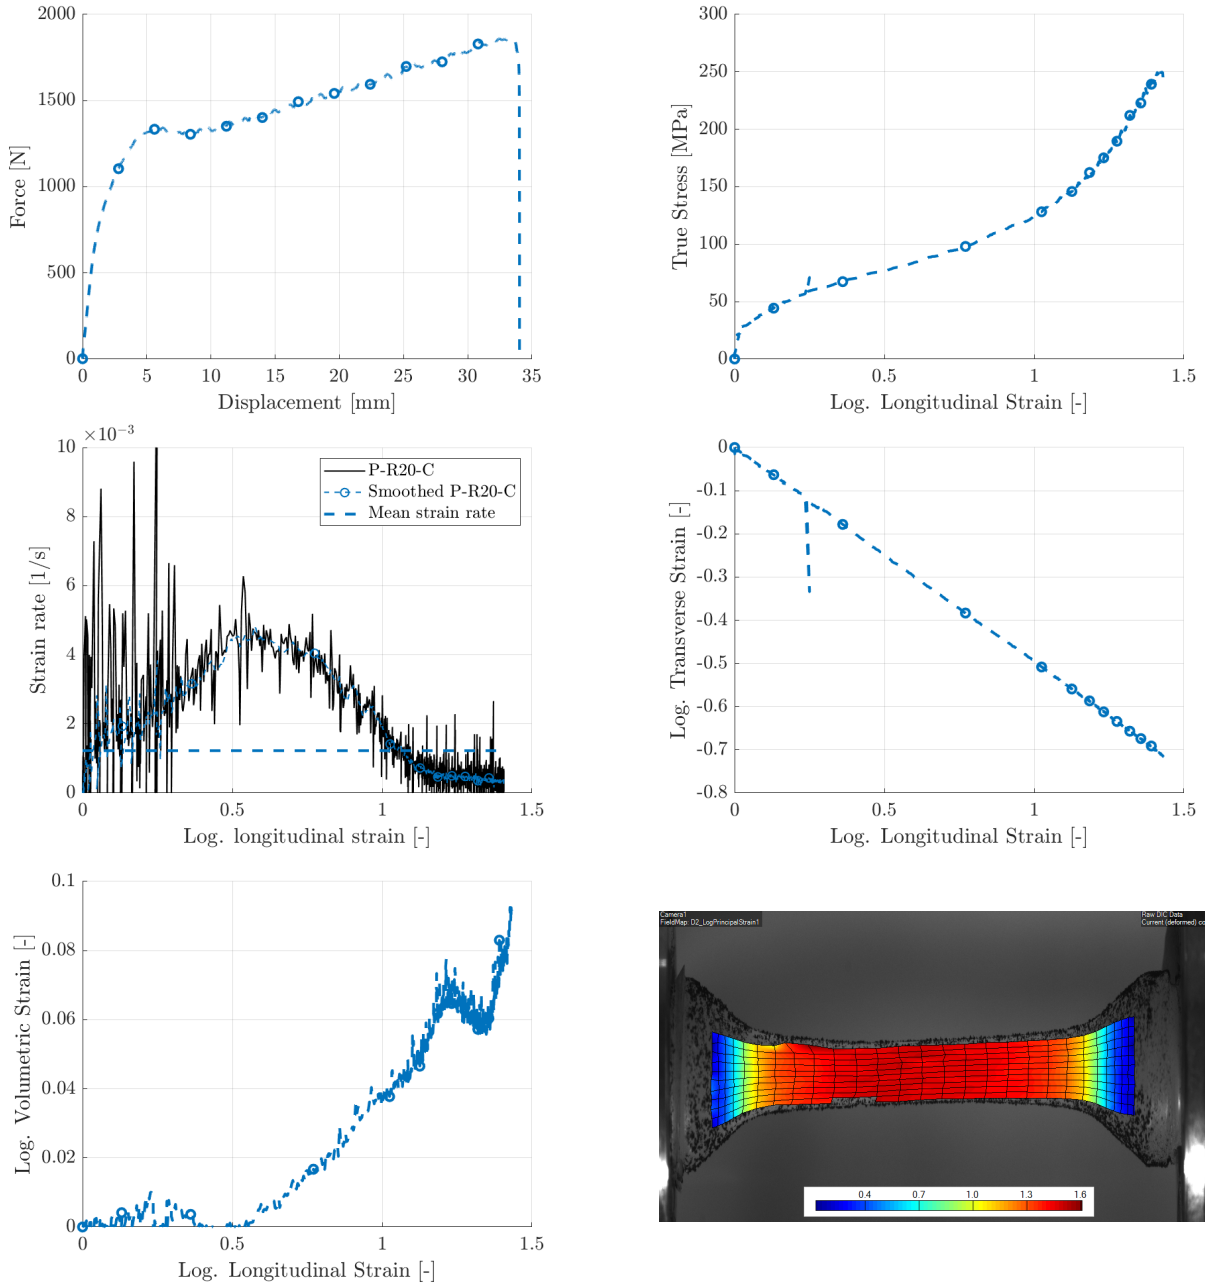 2000
1500
1000
500
0
0 5 10 15 20 25 30 35
Force [N]
Displacement [mm]
300
250
200
150
100
50
0
0 0.5 1 1.5
True Stress [MPa]
Log. Longitudinal Strain [-]
×10⁻³
10
8
6
4
2
0
0 0.5 1 1.5
Strain rate [1/s]
Log. longitudinal strain [-]
P-R20-C
Smoothed P-R20-C
Mean strain rate
0
-0.1
-0.2
-0.3
-0.4
-0.5
-0.6
-0.7
-0.8
0 0.5 1 1.5
Log. Transverse Strain [-]
Log. Longitudinal Strain [-]
0.1
0.08
0.06
0.04
0.02
0
0 0.5 1 1.5
Log. Volumetric Strain [-]
Log. Longitudinal Strain [-]
Camera1
FieldMap: D2_LogPrincipalStrain1
Raw DIC Data
Current (deformed) co
0.4 0.7 1.0 1.3 1.6